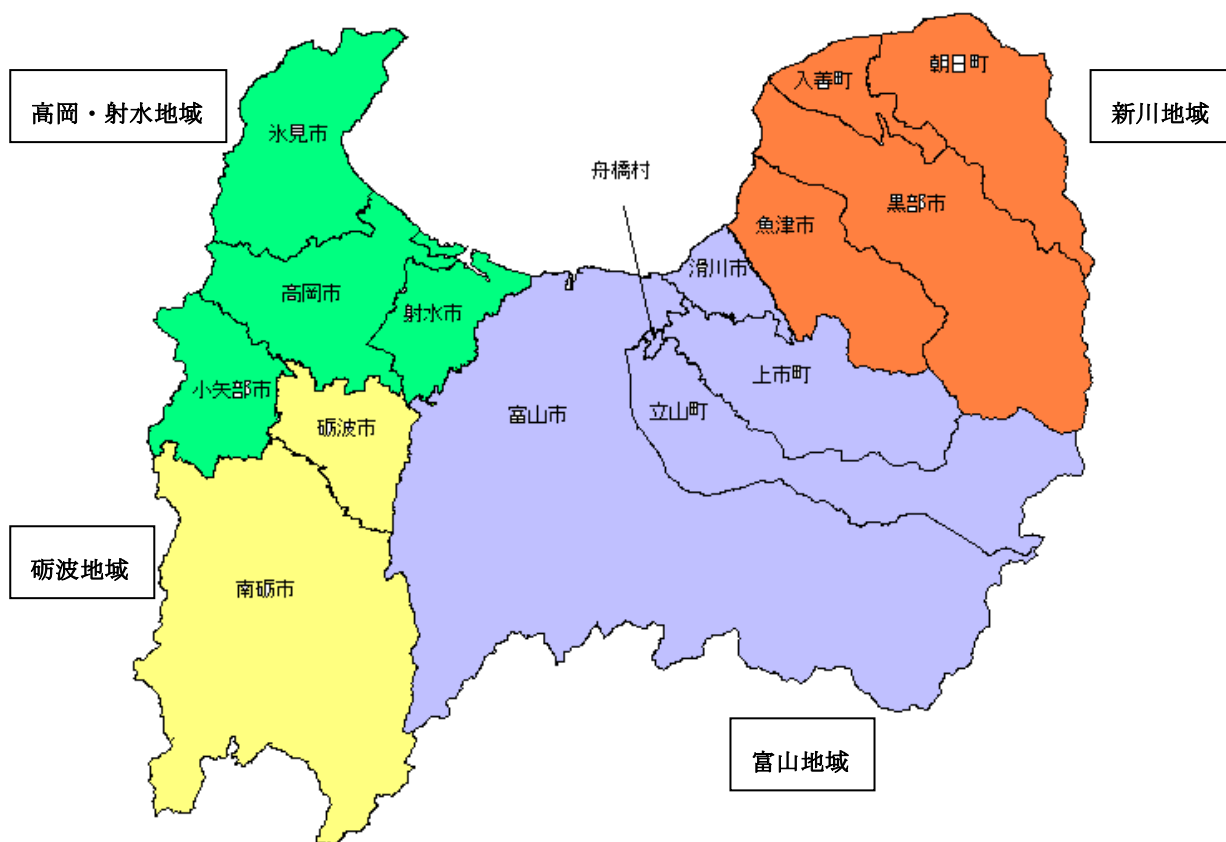 朝日町
入善町
高岡・射水地域
新川地域
氷見市
舟橋村
黒部市
魚津市
滑川市
高岡市
射水市
上市町
小矢部市
立山町
富山市
砺波市
砺波地域
南砺市
富山地域